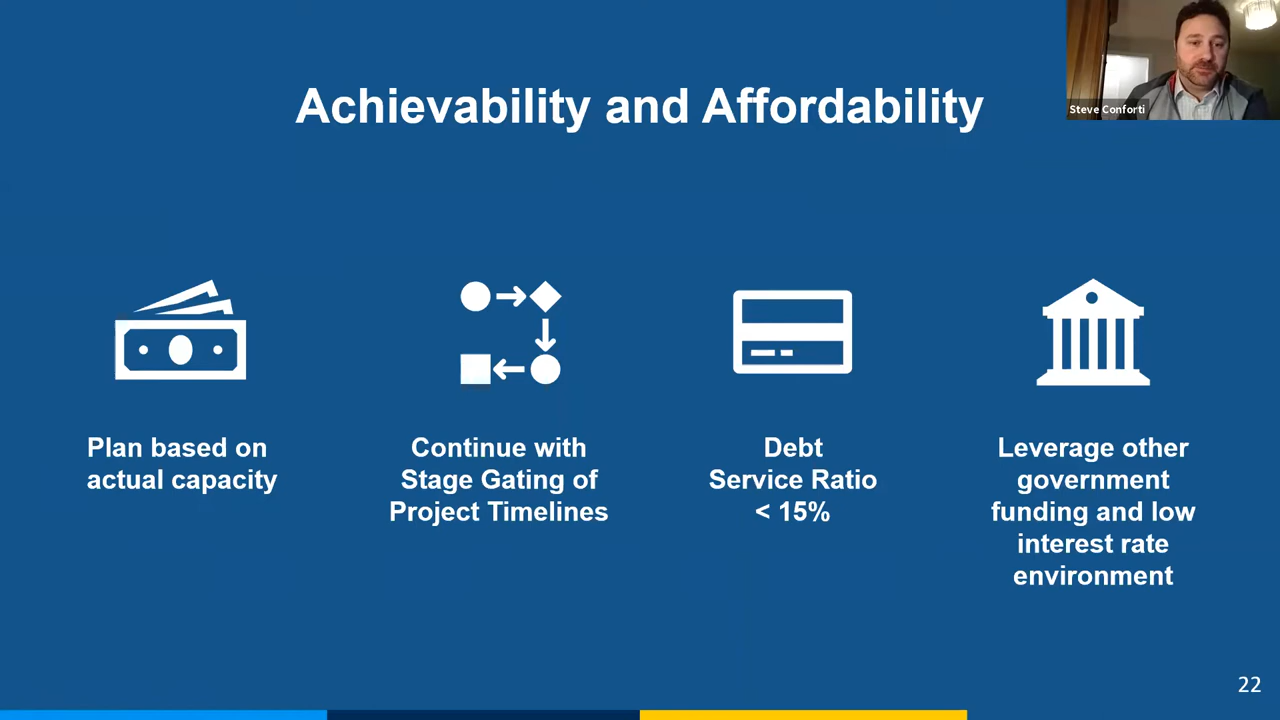 Steve Conforti
Achievability and Affordability
Plan based on
actual capacity
Continue with
Stage Gating of
Project Timelines
Debt
Service Ratio
< 15%
Leverage other
government
funding and low
interest rate
environment
22